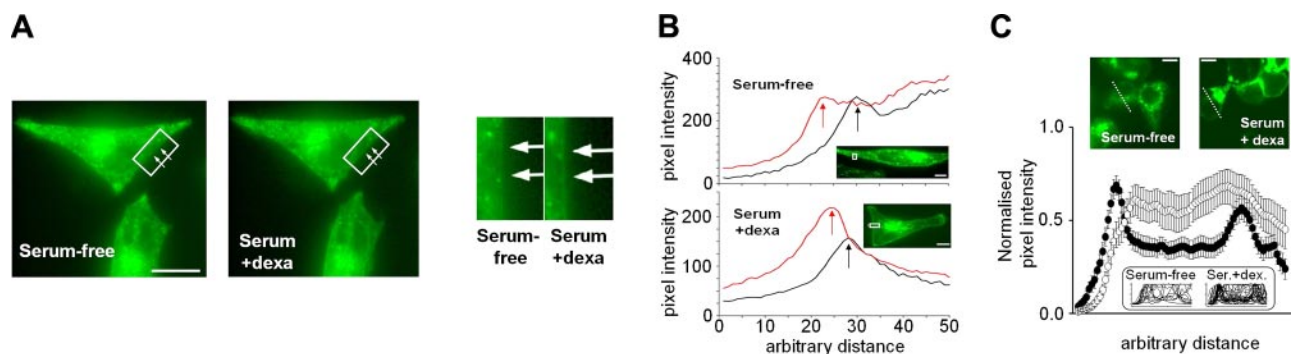 A
Serum-free
Serum
+dexa
Serum-
free
Serum
+dexa
B
400
Serum-free
200
0
pixel intensity
200
Serum
+dexa
100
0
pixel intensity
0
10
20
30
40
50
arbitrary distance
C
Serum-free
Serum
+ dexa
1.0
0.5
0.0
Normalised
pixel intensity
Serum-free
Ser.+dex.
arbitrary distance